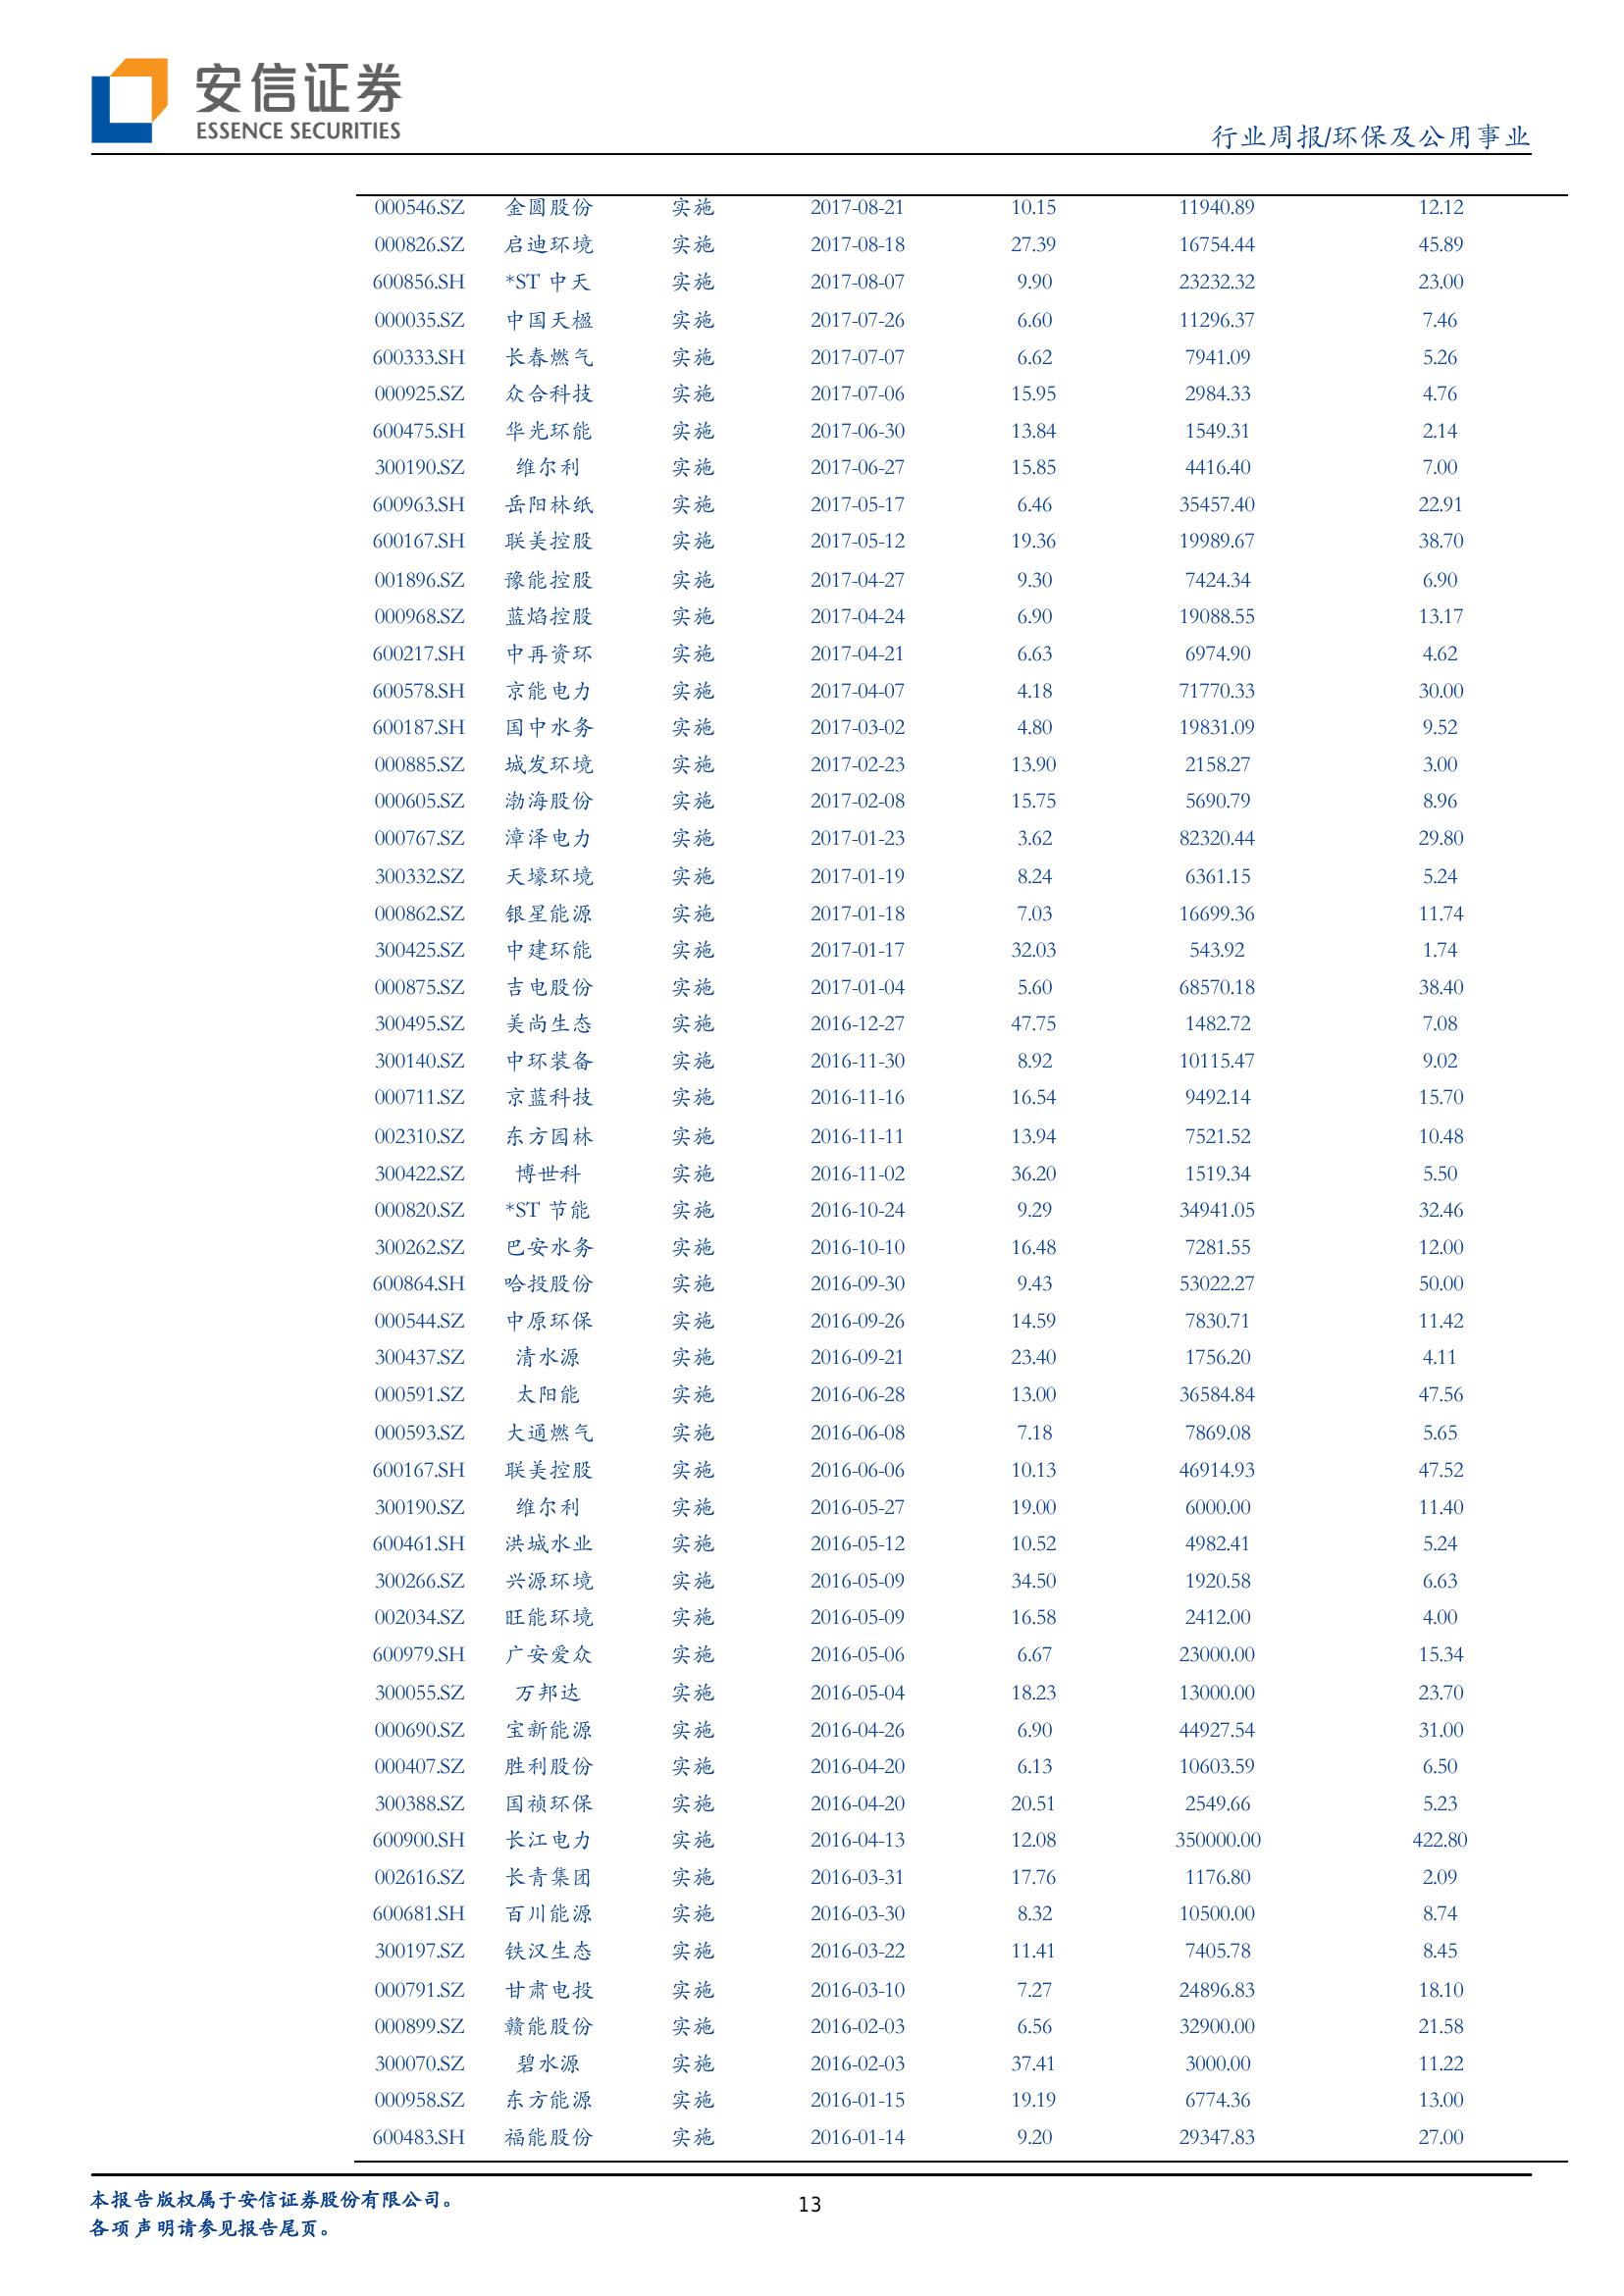 安信证券
ESSENCE SECURITIES
行业周报/环保及公用事业
000546.SZ 金圆股份 实施 2017-08-21 10.15 11940.89 12.12
000826.SZ 启迪环境 实施 2017-08-18 27.39 16754.44 45.89
600856.SH *ST 中天 实施 2017-08-07 9.90 23232.32 23.00
000035.SZ 中国天楹 实施 2017-07-26 6.60 11296.37 7.46
600333.SH 长春燃气 实施 2017-07-07 6.62 7941.09 5.26
000925.SZ 众合科技 实施 2017-07-06 15.95 2984.33 4.76
600475.SH 华光环能 实施 2017-06-30 13.84 1549.31 2.14
300190.SZ 维尔利 实施 2017-06-27 15.85 4416.40 7.00
600963.SH 岳阳林纸 实施 2017-05-17 6.46 35457.40 22.91
600167.SH 联美控股 实施 2017-05-12 19.36 19989.67 38.70
001896.SZ 豫能控股 实施 2017-04-27 9.30 7424.34 6.90
000968.SZ 蓝焰控股 实施 2017-04-24 6.90 19088.55 13.17
600217.SH 中再资环 实施 2017-04-21 6.63 6974.90 4.62
600578.SH 京能电力 实施 2017-04-07 4.18 71770.33 30.00
600187.SH 国中水务 实施 2017-03-02 4.80 19831.09 9.52
000885.SZ 城发环境 实施 2017-02-23 13.90 2158.27 3.00
000605.SZ 渤海股份 实施 2017-02-08 15.75 5690.79 8.96
000767.SZ 漳泽电力 实施 2017-01-23 3.62 82320.44 29.80
300332.SZ 天壕环境 实施 2017-01-19 8.24 6361.15 5.24
000862.SZ 银星能源 实施 2017-01-18 7.03 16699.36 11.74
300425.SZ 中建环能 实施 2017-01-17 32.03 543.92 1.74
000875.SZ 吉电股份 实施 2017-01-04 5.60 68570.18 38.40
300495.SZ 美尚生态 实施 2016-12-27 47.75 1482.72 7.08
300140.SZ 中环装备 实施 2016-11-30 8.92 10115.47 9.02
000711.SZ 京蓝科技 实施 2016-11-16 16.54 9492.14 15.70
002310.SZ 东方园林 实施 2016-11-11 13.94 7521.52 10.48
300422.SZ 博世科 实施 2016-11-02 36.20 1519.34 5.50
000820.SZ *ST 节能 实施 2016-10-24 9.29 34941.05 32.46
300262.SZ 巴安水务 实施 2016-10-10 16.48 7281.55 12.00
600864.SH 哈投股份 实施 2016-09-30 9.43 53022.27 50.00
000544.SZ 中原环保 实施 2016-09-26 14.59 7830.71 11.42
300437.SZ 清水源 实施 2016-09-21 23.40 1756.20 4.11
000591.SZ 太阳能 实施 2016-06-28 13.00 36584.84 47.56
000593.SZ 大通燃气 实施 2016-06-08 7.18 7869.08 5.65
600167.SH 联美控股 实施 2016-06-06 10.13 46914.93 47.52
300190.SZ 维尔利 实施 2016-05-27 19.00 6000.00 11.40
600461.SH 洪城水业 实施 2016-05-12 10.52 4982.41 5.24
300266.SZ 兴源环境 实施 2016-05-09 34.50 1920.58 6.63
002034.SZ 旺能环境 实施 2016-05-09 16.58 2412.00 4.00
600979.SH 广安爱众 实施 2016-05-06 6.67 23000.00 15.34
300055.SZ 万邦达 实施 2016-05-04 18.23 13000.00 23.70
000690.SZ 宝新能源 实施 2016-04-26 6.90 44927.54 31.00
000407.SZ 胜利股份 实施 2016-04-20 6.13 10603.59 6.50
300388.SZ 国祯环保 实施 2016-04-20 20.51 2549.66 5.23
600900.SH 长江电力 实施 2016-04-13 12.08 350000.00 422.80
002616.SZ 长青集团 实施 2016-03-31 17.76 1176.80 2.09
600681.SH 百川能源 实施 2016-03-30 8.32 10500.00 8.74
300197.SZ 铁汉生态 实施 2016-03-22 11.41 7405.78 8.45
000791.SZ 甘肃电投 实施 2016-03-10 7.27 24896.83 18.10
000899.SZ 赣能股份 实施 2016-02-03 6.56 32900.00 21.58
300070.SZ 碧水源 实施 2016-02-03 37.41 3000.00 11.22
000958.SZ 东方能源 实施 2016-01-15 19.19 6774.36 13.00
600483.SH 福能股份 实施 2016-01-14 9.20 29347.83 27.00
本报告版权属于安信证券股份有限公司。
各项声明请参见报告尾页。
13